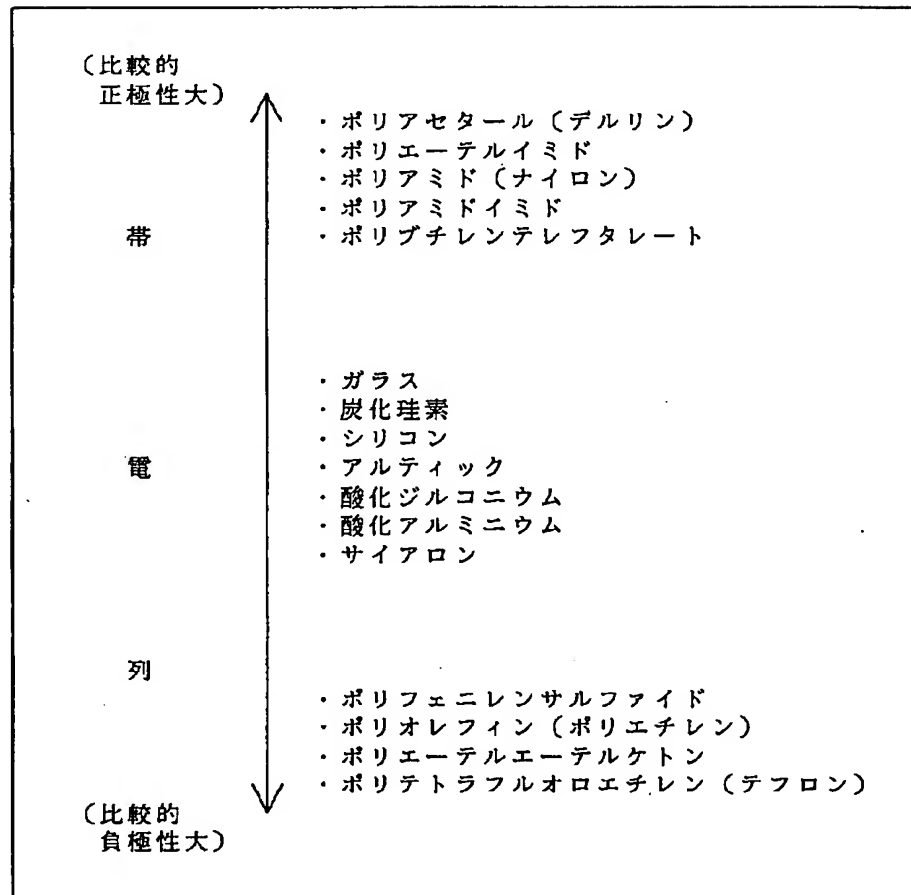 （比較的
正極性大）
・ポリアセタール（デルリン）
・ポリエーテルイミド
・ポリアミド（ナイロン）
・ポリアミドイミド
帯
・ポリブチレンテレフタレート
・ガラス
・炭化珪素
・シリコン
電
・アルティック
・酸化ジルコニウム
・酸化アルミニウム
・サイアロン
列
・ポリフェニレンサルファイド
・ポリオレフィン（ポリエチレン）
・ポリエーテルエーテルケトン
・ポリテトラフルオロエチレン（テフロン）
（比較的
負極性大）